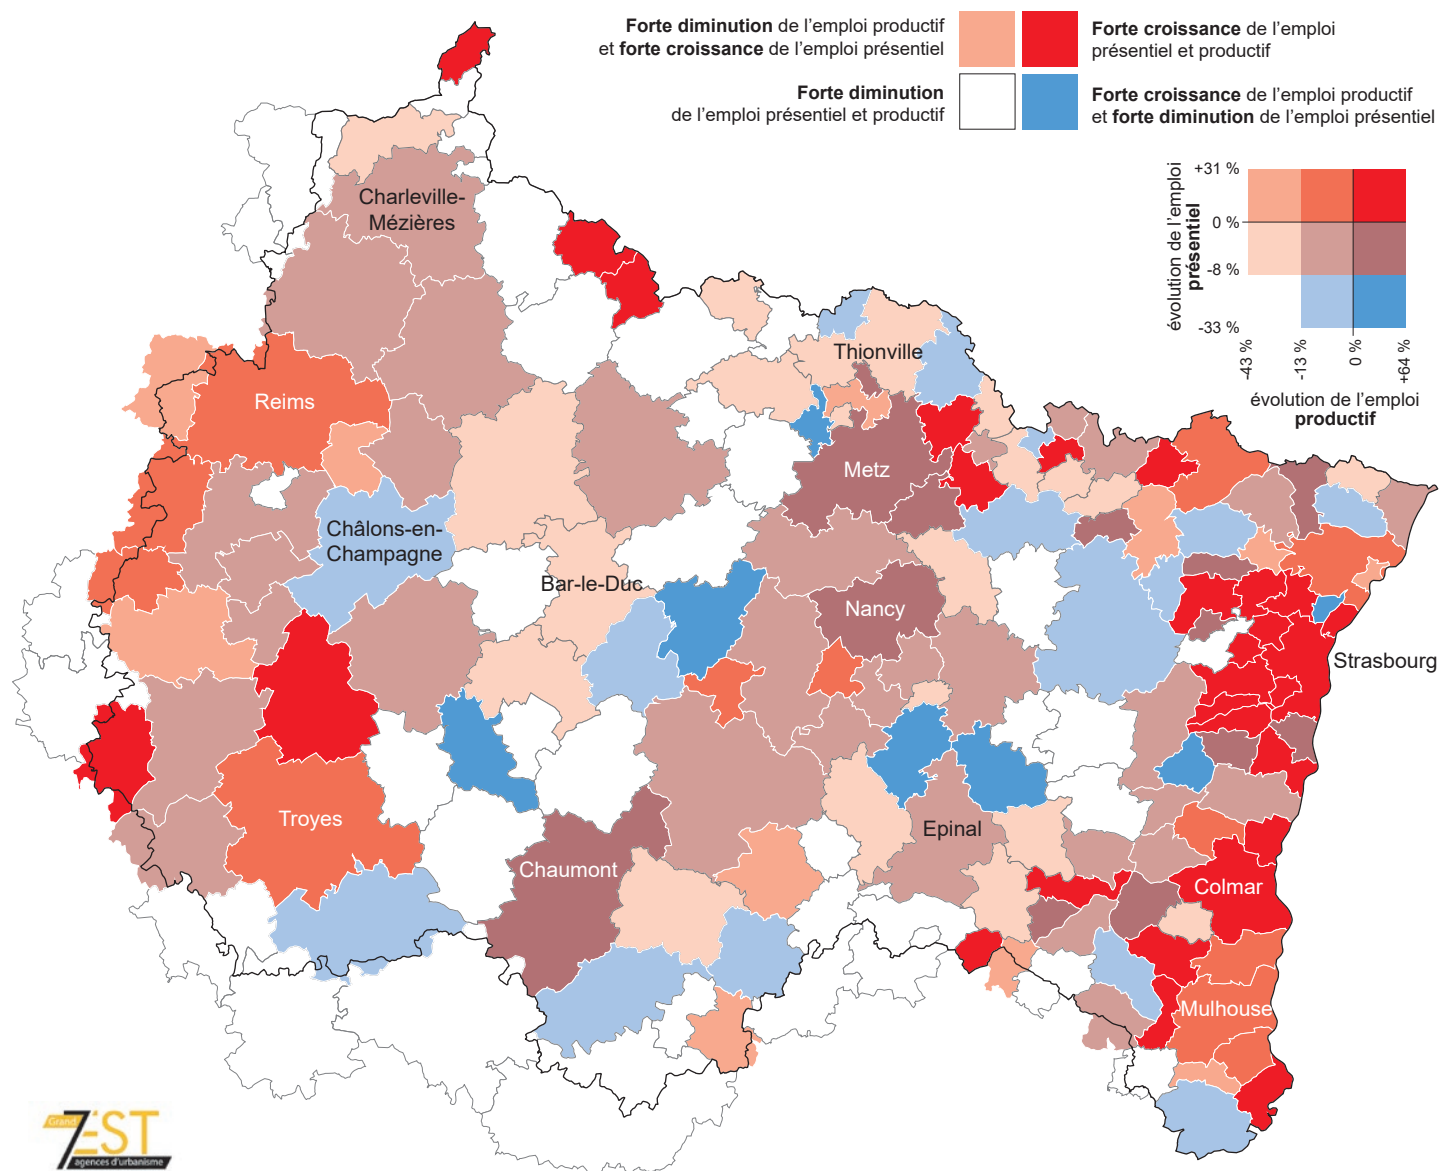 Forte diminution de l'emploi productif
et forte croissance de l'emploi présentiel
Forte croissance de l'emploi
présentiel et productif
Forte diminution
de l'emploi présentiel et productif
Forte croissance de l'emploi productif
et forte diminution de l'emploi présentiel
évolution de l'emploi
présentiel
+31 %
0 %
-8 %
-33 %
-43 %
-13 %
0 %
+64 %
évolution de l'emploi
productif
Charleville-
Mézières
Thionville
Reims
Metz
Châlons-en-
Champagne
Bar-le-Duc
Nancy
Strasbourg
Troyes
Epinal
Chaumont
Colmar
Mulhouse
Grand
7EST
agences d'urbanisme